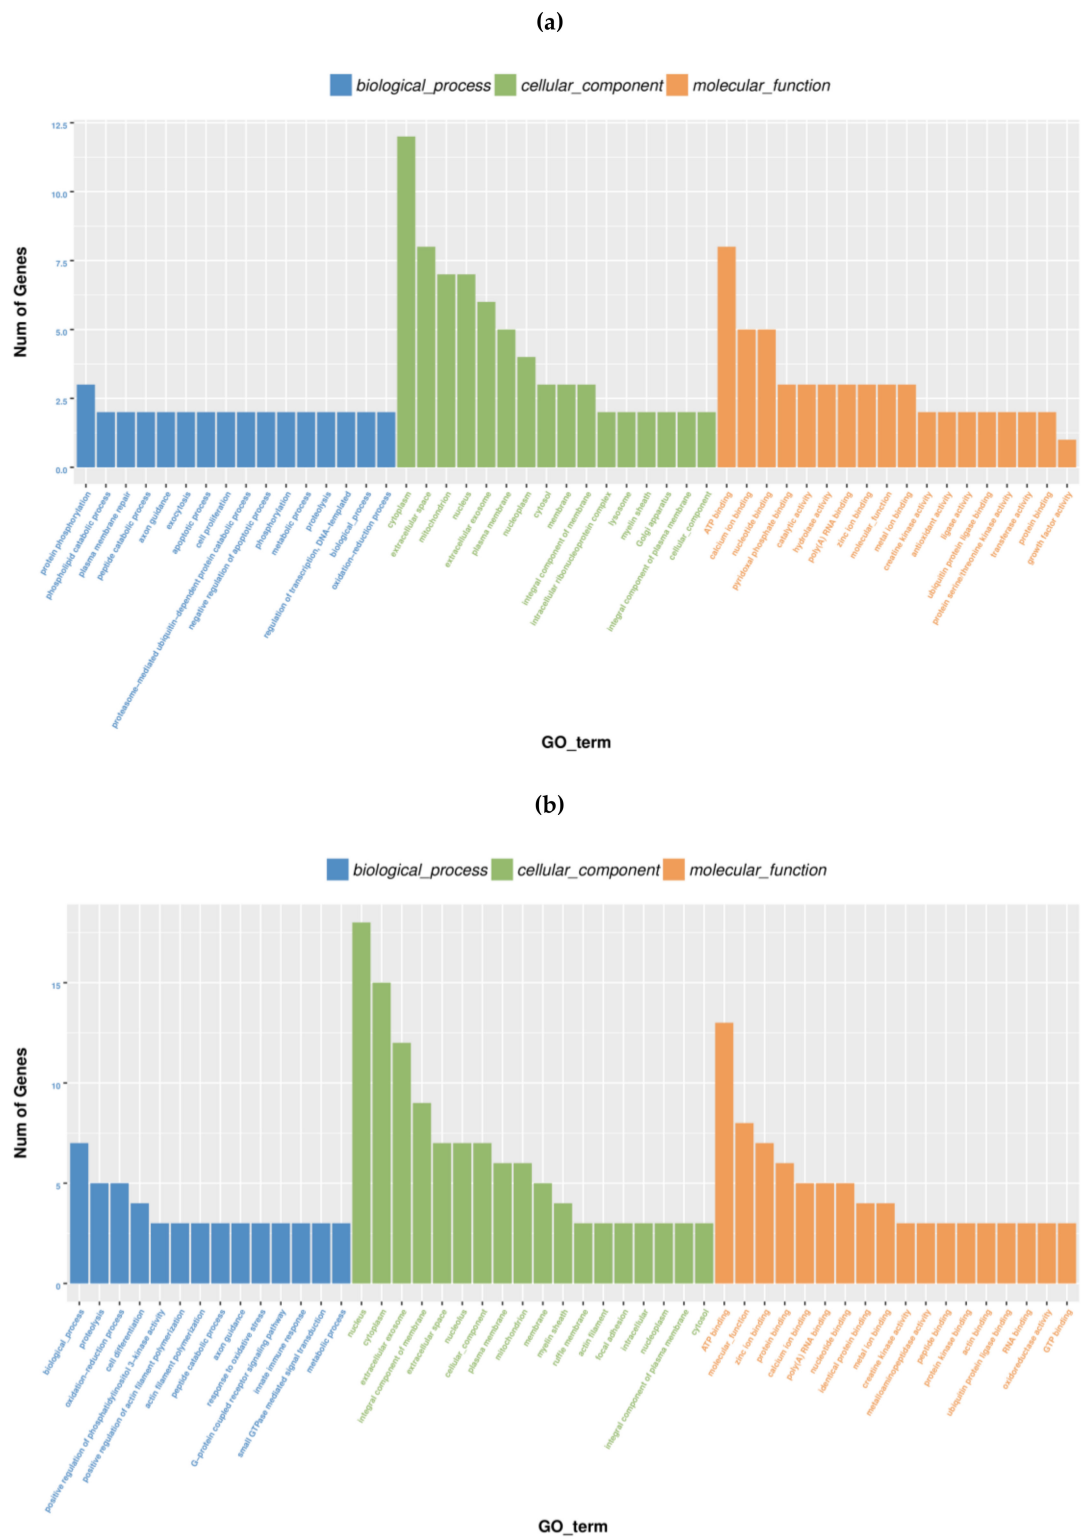 (a)
biological_process cellular_component molecular_function
12.5
10.0
7.5
5.0
2.5
0.0
Num of Genes
protein phosphorylation
phospholipid catabolic process
plasma membrane repair
peptide catabolic process
axon guidance
exocytosis
apoptotic process
cell proliferation
proteasome−mediated ubiquitin−dependent protein catabolic process
negative regulation of apoptotic process
phosphorylation
metabolic process
proteolysis
regulation of transcription, DNA−templated
biological_process
oxidation−reduction process
cytoplasm
extracellular space
mitochondrion
nucleus
extracellular exosome
plasma membrane
nucleoplasm
cytosol
membrane
integral component of membrane
intracellular ribonucleoprotein complex
lysosome
myelin sheath
Golgi apparatus
integral component of plasma membrane
cellular_component
ATP binding
calcium ion binding
nucleotide binding
pyridoxal phosphate binding
catalytic activity
hydrolase activity
poly(A) RNA binding
zinc ion binding
molecular_function
metal ion binding
creatine kinase activity
antioxidant activity
ligase activity
ubiquitin protein ligase binding
protein serine/threonine kinase activity
transferase activity
protein binding
growth factor activity
GO_term
(b)
biological_process cellular_component molecular_function
15
10
5
0
Num of Genes
biological_process
proteolysis
oxidation−reduction process
cell differentiation
positive regulation of phosphatidylinositol 3−kinase activity
positive regulation of actin filament polymerization
actin filament polymerization
peptide catabolic process
axon guidance
response to oxidative stress
G−protein coupled receptor signaling pathway
innate immune response
small GTPase mediated signal transduction
metabolic process
nucleus
cytoplasm
extracellular exosome
integral component of membrane
extracellular space
nucleolus
cellular_component
plasma membrane
mitochondrion
membrane
myelin sheath
ruffle membrane
actin filament
focal adhesion
intracellular
nucleoplasm
integral component of plasma membrane
cytosol
ATP binding
molecular_function
zinc ion binding
protein binding
calcium ion binding
poly(A) RNA binding
nucleotide binding
identical protein binding
metal ion binding
creatine kinase activity
metalloaminopeptidase activity
peptide binding
protein kinase binding
actin binding
ubiquitin protein ligase binding
RNA binding
oxidoreductase activity
GTP binding
GO_term